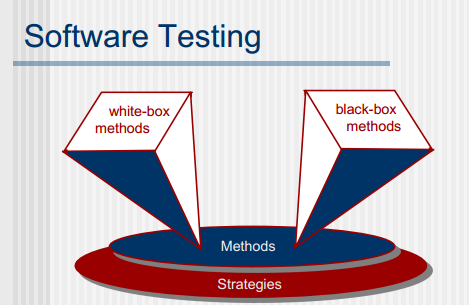 Software Testing
white-box
methods
black-box
methods
Methods
Strategies